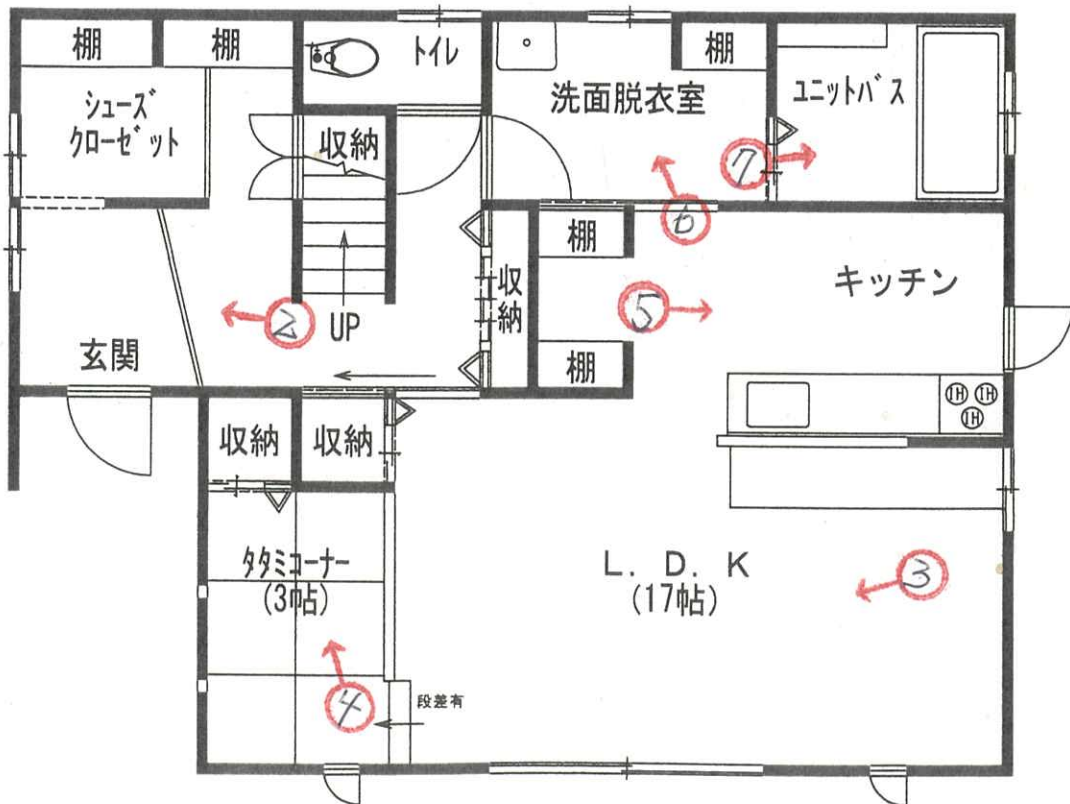 棚
棚
トイレ
棚
シューズ
クローゼット
洗面脱衣室
ユニットバス
収納
7
6
棚
収納
5
キッチン
2
UP
玄関
棚
収納
収納
IH
IH
IH
タタミコーナー
(3帖)
L. D. K
(17帖)
3
4
段差有